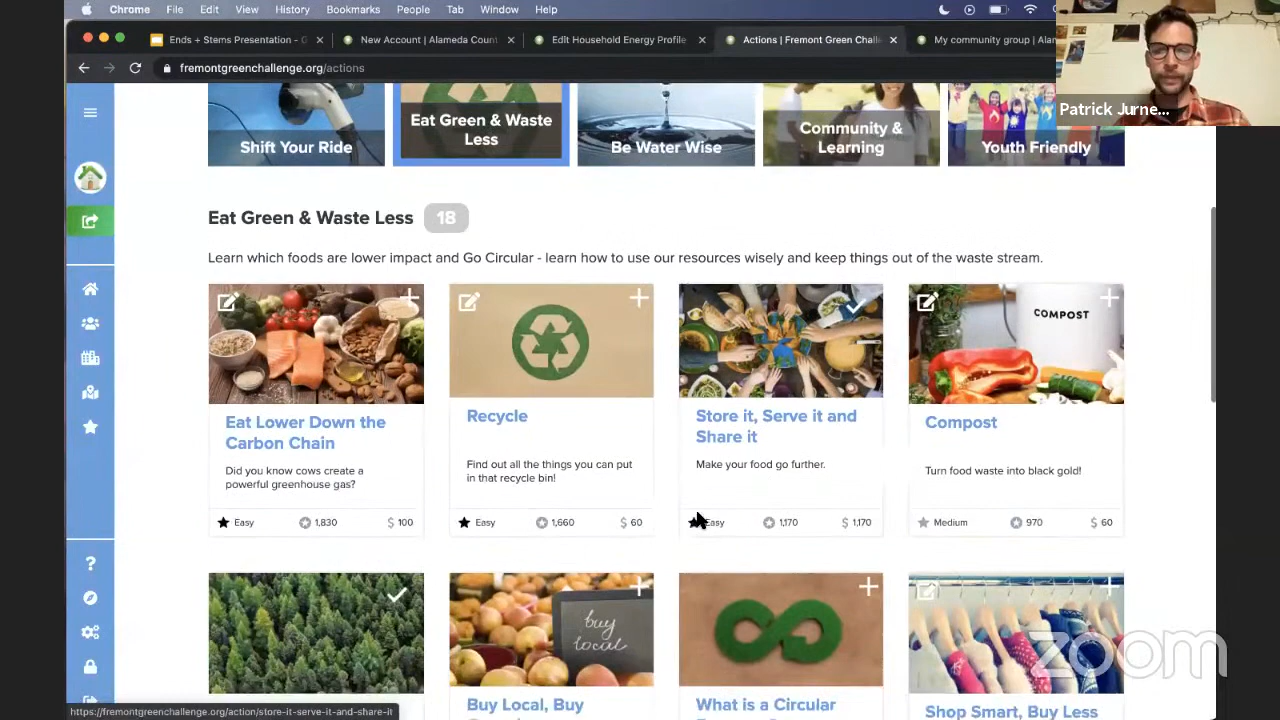 Chrome File Edit View History Bookmarks People Tab Window Help
Ends + Stems Presentation - G
New Account | Alameda Count
Edit Household Energy Profile
Actions | Fremont Green Challe
My community group | Alam
fremontgreenchallenge.org/actions
Patrick Jurne...
Shift Your Ride
Eat Green & Waste
Less
Be Water Wise
Community &
Learning
Youth Friendly
Eat Green & Waste Less 18
Learn which foods are lower impact and Go Circular - learn how to use our resources wisely and keep things out of the waste stream.
COMPOST
Eat Lower Down the
Carbon Chain
Did you know cows create a
powerful greenhouse gas?
Easy 1,830 $ 100
Recycle
Find out all the things you can put
in that recycle bin!
Easy 1,660 $ 60
Store it, Serve it and
Share it
Make your food go further.
Easy 1,170 $ 1,170
Compost
Turn food waste into black gold!
Medium 970 $ 60
buy
local
Buy Local, Buy
What is a Circular
Shop Smart, Buy Less
zoom
https://fremontgreenchallenge.org/action/store-it-serve-it-and-share-it